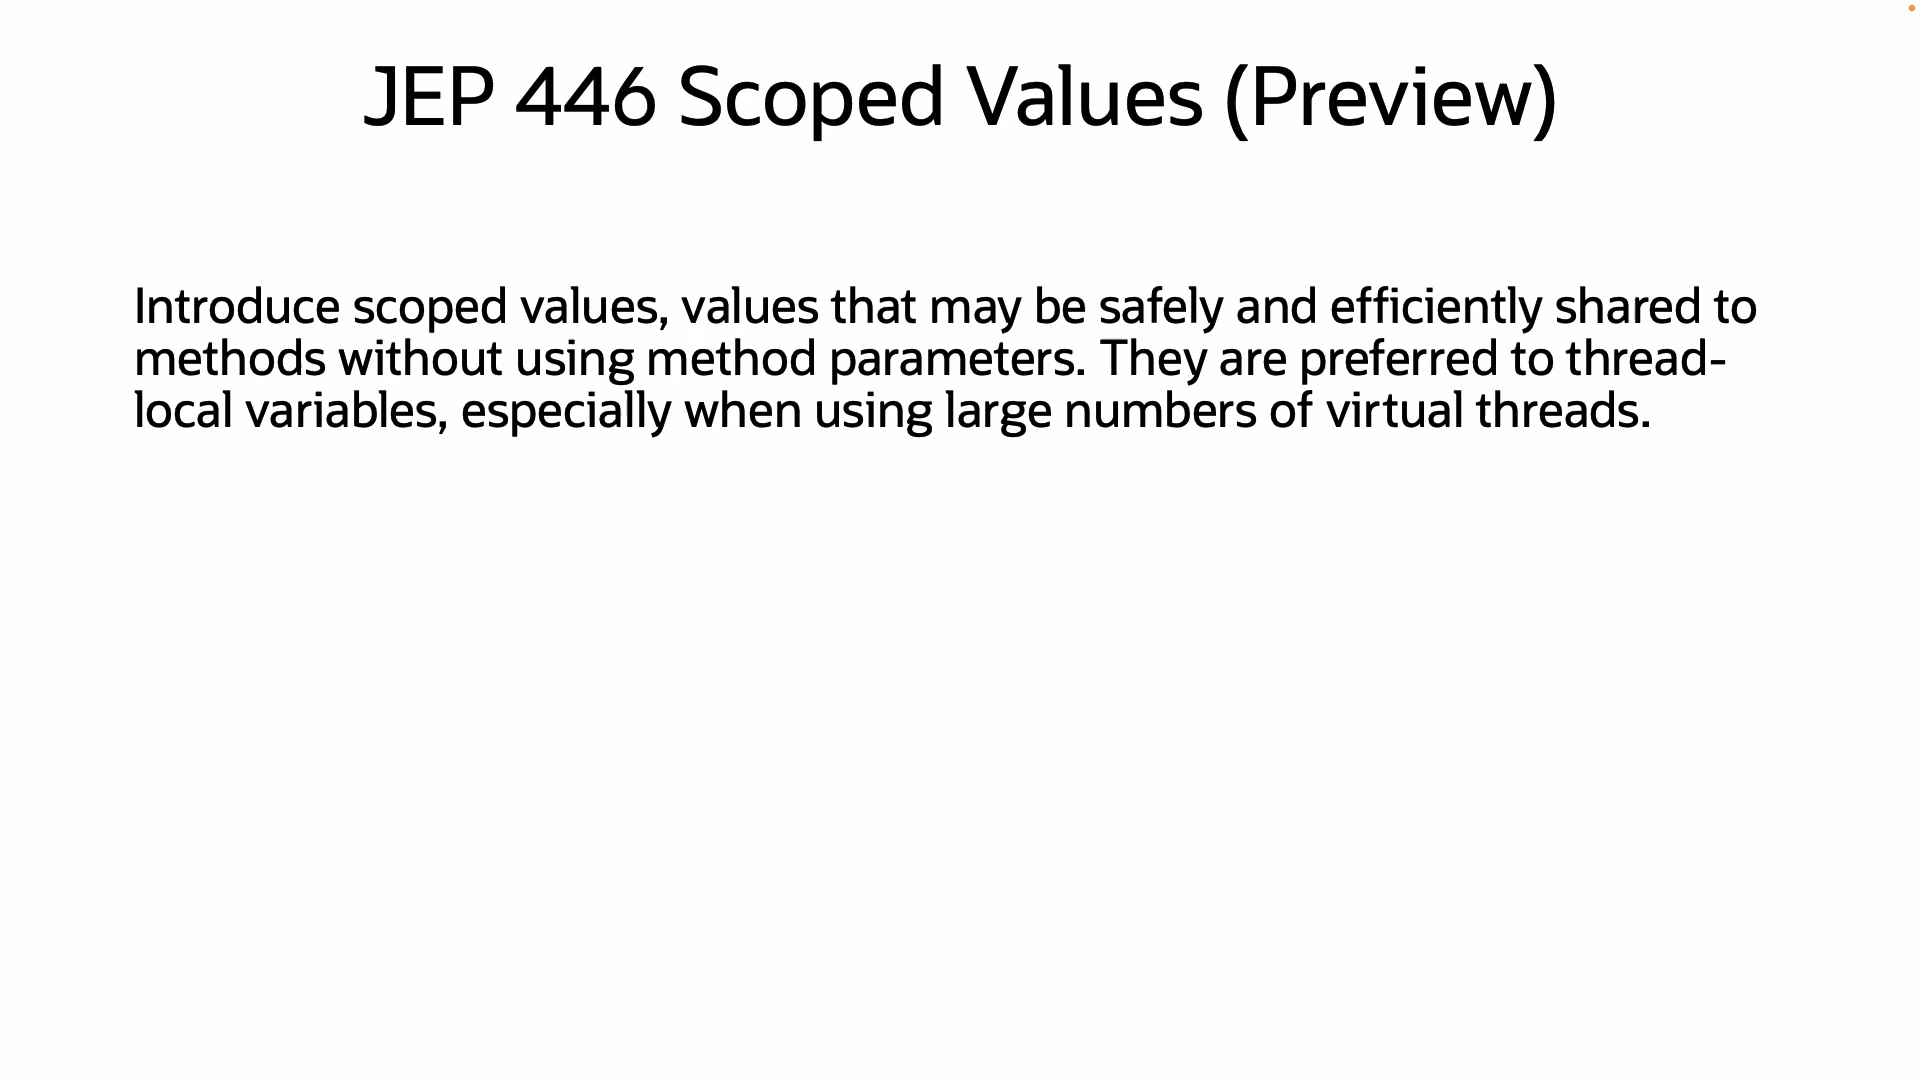 JEP 446 Scoped Values (Preview)
Introduce scoped values, values that may be safely and efficiently shared to
methods without using method parameters. They are preferred to thread-
local variables, especially when using large numbers of virtual threads.